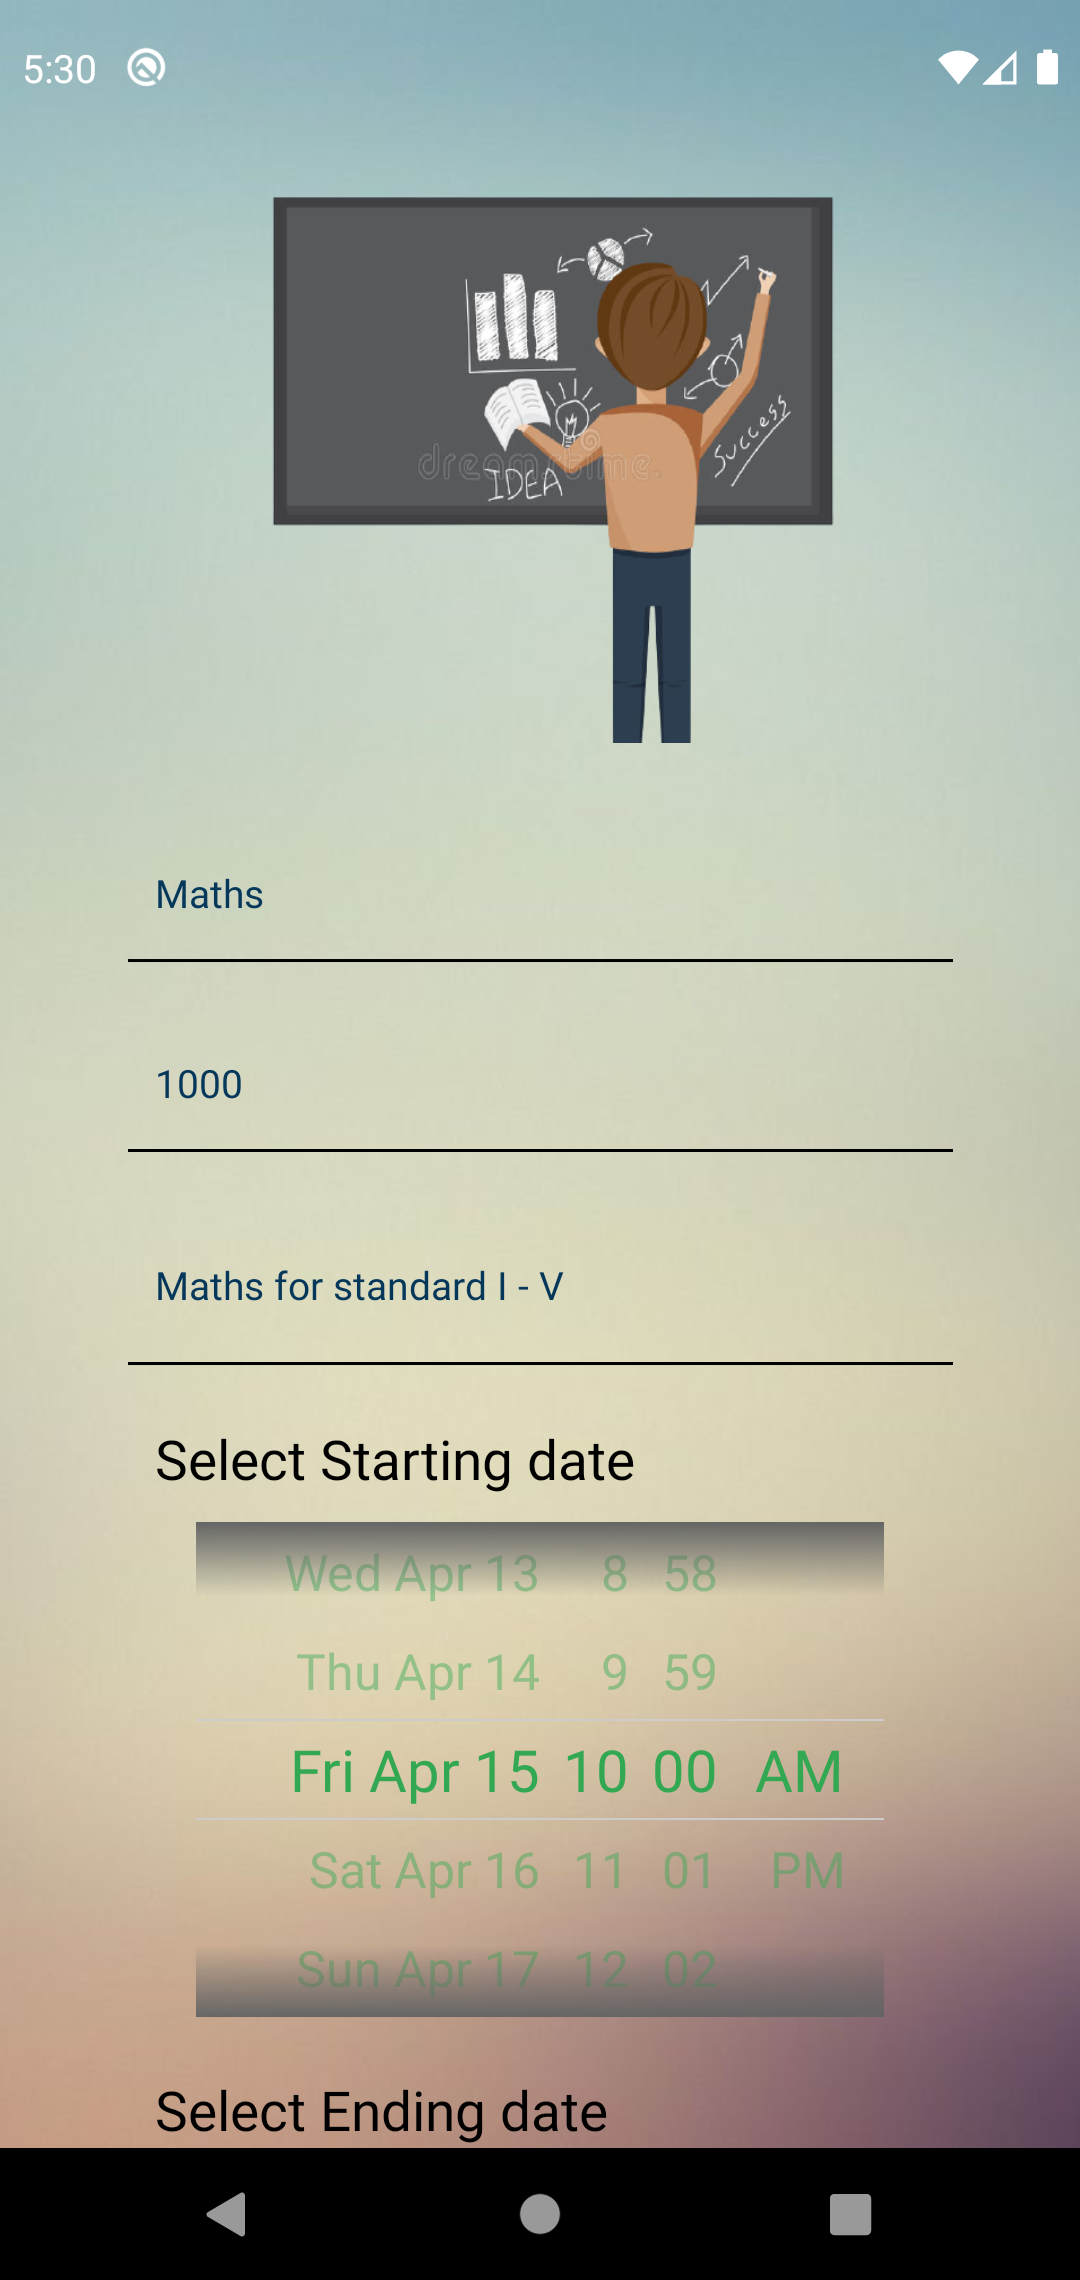 5:30
dreamstime.
IDEA
Success
Maths
1000
Maths for standard I - V
Select Starting date
Wed Apr 13 8 58
Thu Apr 14 9 59
Fri Apr 15 10 00 AM
Sat Apr 16 11 01 PM
Sun Apr 17 12 02
Select Ending date